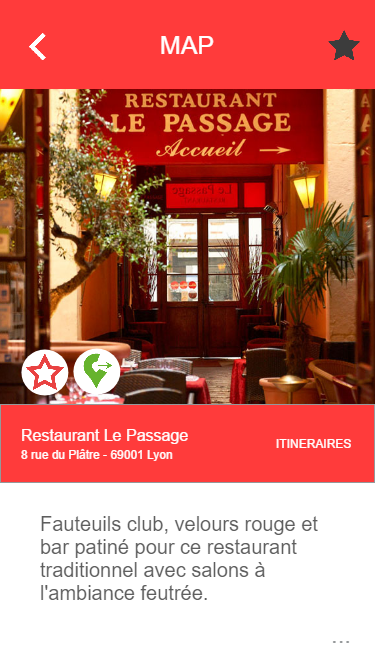 MAP
RESTAURANT
LE PASSAGE
Accueil
Le Passage
Restaurant Le Passage
8 rue du Plâtre - 69001 Lyon
ITINERAIRES
Fauteuils club, velours rouge et
bar patiné pour ce restaurant
traditionnel avec salons à
l'ambiance feutrée.
...